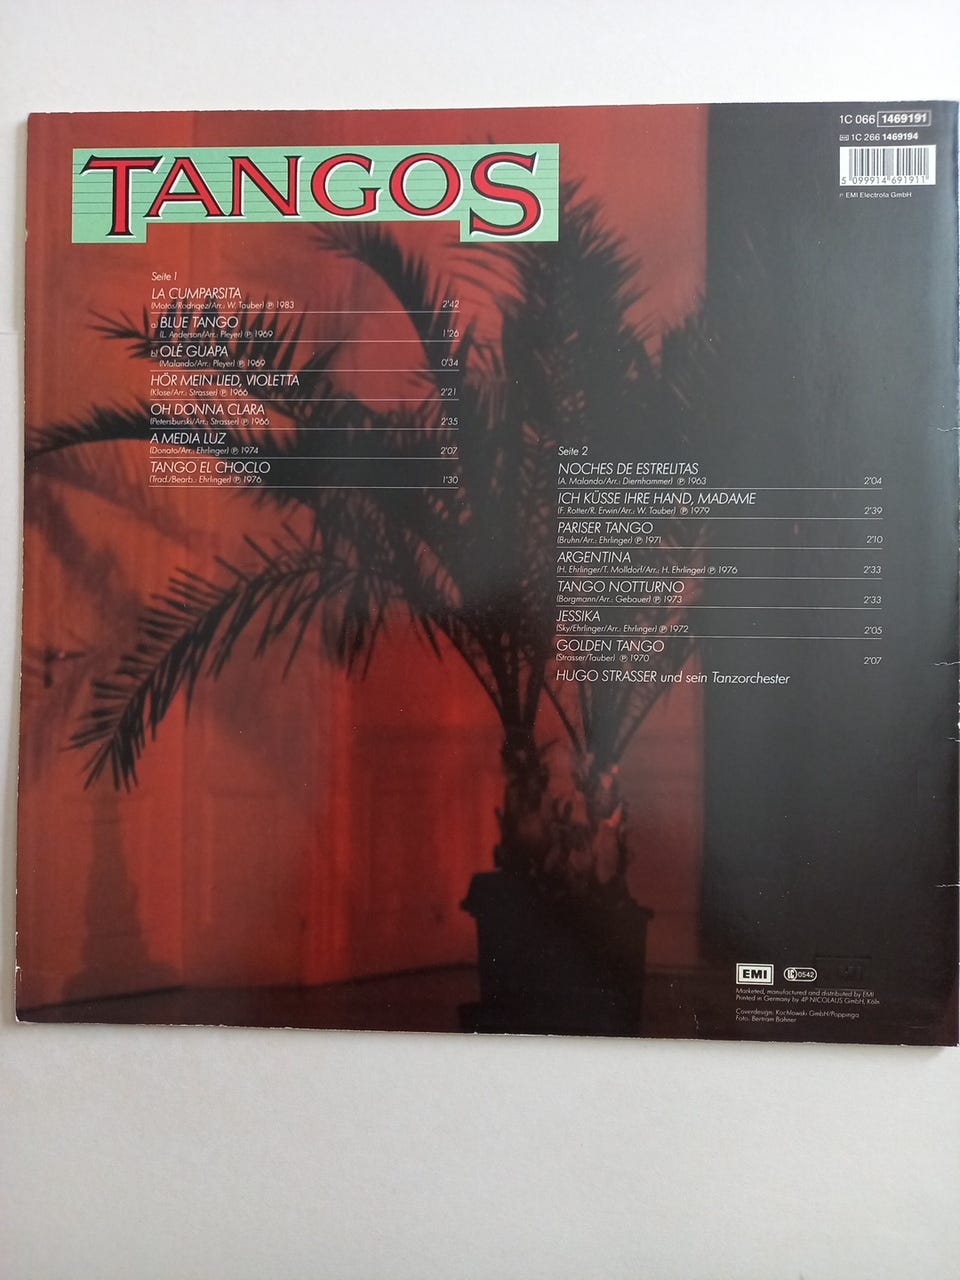 1C 066 1469191
1C 266 1469194
5 099914 691911
℗ EMI Electrola GmbH
TANGOS
Seite 1
LA CUMPARSITA
(Matos/Rodrigez/Arr.: W. Tauber) ℗ 1983 2'42
a) BLUE TANGO
(L. Anderson/Arr.: Pleyer) ℗ 1969 1'26
b) OLÉ GUAPA
(Malando/Arr.: Pleyer) ℗ 1969 0'34
HÖR MEIN LIED, VIOLETTA
(Klose/Arr.: Strasser) ℗ 1966 2'21
OH DONNA CLARA
(Petersburski/Arr.: Strasser) ℗ 1966 2'35
A MEDIA LUZ
(Donato/Arr.: Ehrlinger) ℗ 1974 2'07
TANGO EL CHOCLO
(Trad./Bearb.: Ehrlinger) ℗ 1976 1'30
Seite 2
NOCHES DE ESTRELITAS
(A. Malando/Arr.: Diernhammer) ℗ 1963 2'04
ICH KÜSSE IHRE HAND, MADAME
(F. Rotter/R. Erwin/Arr.: W. Tauber) ℗ 1979 2'39
PARISER TANGO
(Bruhn/Arr.: Ehrlinger) ℗ 1971 2'10
ARGENTINA
(H. Ehrlinger/T. Molldorf/Arr.: H. Ehrlinger) ℗ 1976 2'33
TANGO NOTTURNO
(Borgmann/Arr.: Gebauer) ℗ 1973 2'33
JESSIKA
(Sky/Ehrlinger/Arr.: Ehrlinger) ℗ 1972 2'05
GOLDEN TANGO
(Strasser/Tauber) ℗ 1970 2'07
HUGO STRASSER und sein Tanzorchester
EMI LC 0542
Marketed, manufactured and distributed by EMI
Printed in Germany by 4P NICOLAUS GmbH, Köln
Coverdesign: Kochlowski GmbH/Poppinga
Foto: Bertram Bahner